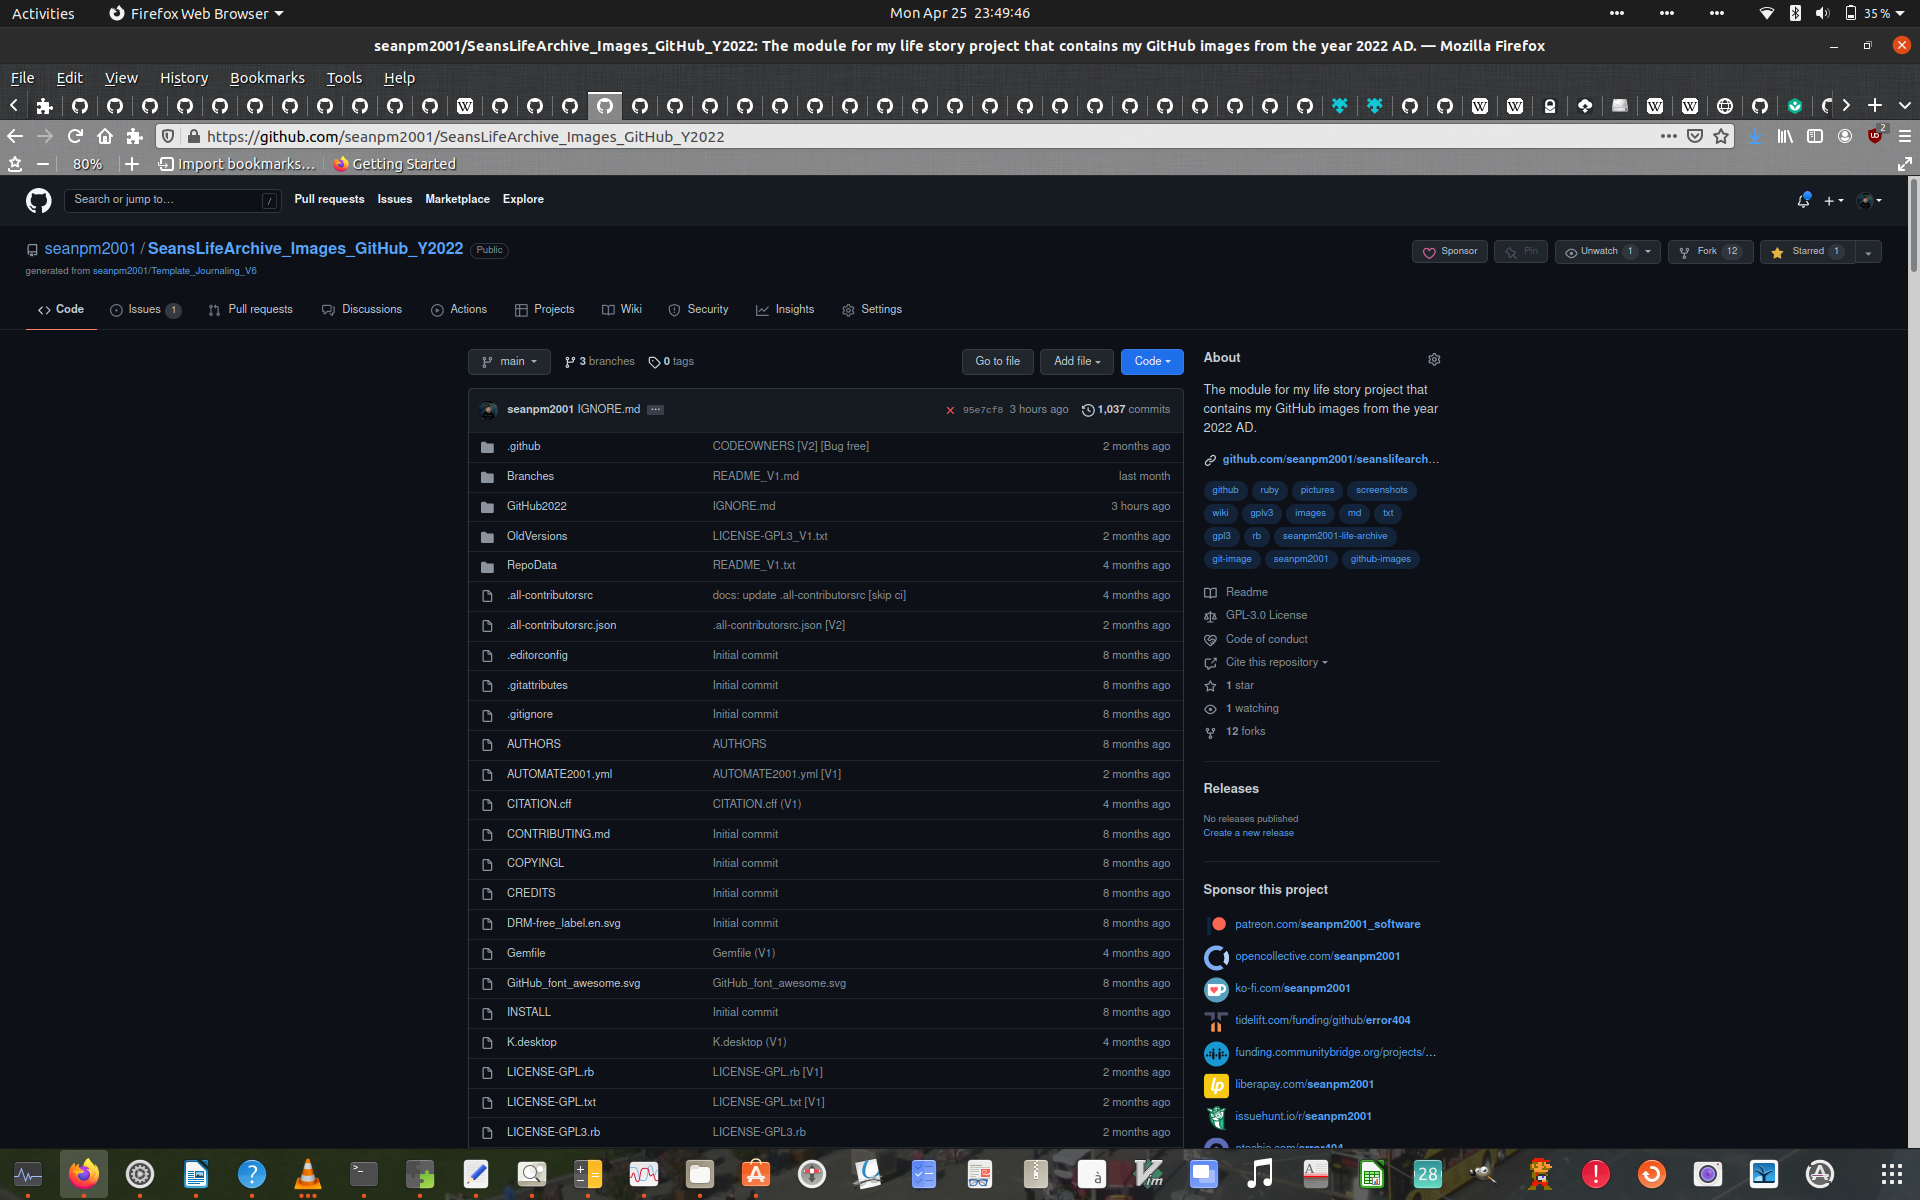 Activities
Firefox Web Browser
Mon Apr 25 23:49:46
35 %
seanpm2001/SeansLifeArchive_Images_GitHub_Y2022: The module for my life story project that contains my GitHub images from the year 2022 AD. — Mozilla Firefox
File Edit View History Bookmarks Tools Help
https://github.com/seanpm2001/SeansLifeArchive_Images_GitHub_Y2022
2
80%
Import bookmarks...
Getting Started
Search or jump to...
/
Pull requests Issues Marketplace Explore
seanpm2001 / SeansLifeArchive_Images_GitHub_Y2022 Public
Sponsor Pin Unwatch 1 Fork 12 Starred 1
generated from seanpm2001/Template_Journaling_V6
Code Issues 1 Pull requests Discussions Actions Projects Wiki Security Insights Settings
main 3 branches 0 tags Go to file Add file Code
seanpm2001 IGNORE.md ... 95e7cf8 3 hours ago 1,037 commits
.github CODEOWNERS [V2] [Bug free] 2 months ago
Branches README_V1.md last month
GitHub2022 IGNORE.md 3 hours ago
OldVersions LICENSE-GPL3_V1.txt 2 months ago
RepoData README_V1.txt 4 months ago
.all-contributorsrc docs: update .all-contributorsrc [skip ci] 4 months ago
.all-contributorsrc.json .all-contributorsrc.json [V2] 2 months ago
.editorconfig Initial commit 8 months ago
.gitattributes Initial commit 8 months ago
.gitignore Initial commit 8 months ago
AUTHORS AUTHORS 8 months ago
AUTOMATE2001.yml AUTOMATE2001.yml [V1] 2 months ago
CITATION.cff CITATION.cff (V1) 4 months ago
CONTRIBUTING.md Initial commit 8 months ago
COPYINGL Initial commit 8 months ago
CREDITS Initial commit 8 months ago
DRM-free_label.en.svg Initial commit 8 months ago
Gemfile Gemfile (V1) 4 months ago
GitHub_font_awesome.svg GitHub_font_awesome.svg 8 months ago
INSTALL Initial commit 8 months ago
K.desktop K.desktop (V1) 4 months ago
LICENSE-GPL.rb LICENSE-GPL.rb [V1] 2 months ago
LICENSE-GPL.txt LICENSE-GPL.txt [V1] 2 months ago
LICENSE-GPL3.rb LICENSE-GPL3.rb 2 months ago
About
The module for my life story project that
contains my GitHub images from the year
2022 AD.
github.com/seanpm2001/seanslifearch...
github ruby pictures screenshots
wiki gplv3 images md txt
gpl3 rb seanpm2001-life-archive
git-image seanpm2001 github-images
Readme
GPL-3.0 License
Code of conduct
Cite this repository
1 star
1 watching
12 forks
Releases
No releases published
Create a new release
Sponsor this project
patreon.com/seanpm2001_software
opencollective.com/seanpm2001
ko-fi.com/seanpm2001
tidelift.com/funding/github/error404
funding.communitybridge.org/projects/...
liberapay.com/seanpm2001
issuehunt.io/r/seanpm2001
28